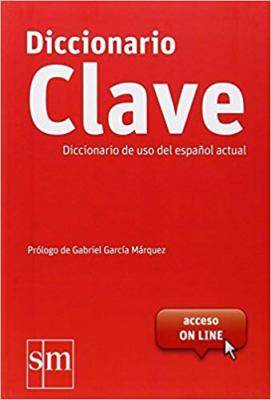 Diccionario
Clave
Diccionario de uso del español actual
Prólogo de Gabriel García Márquez
acceso
ON LINE
sm